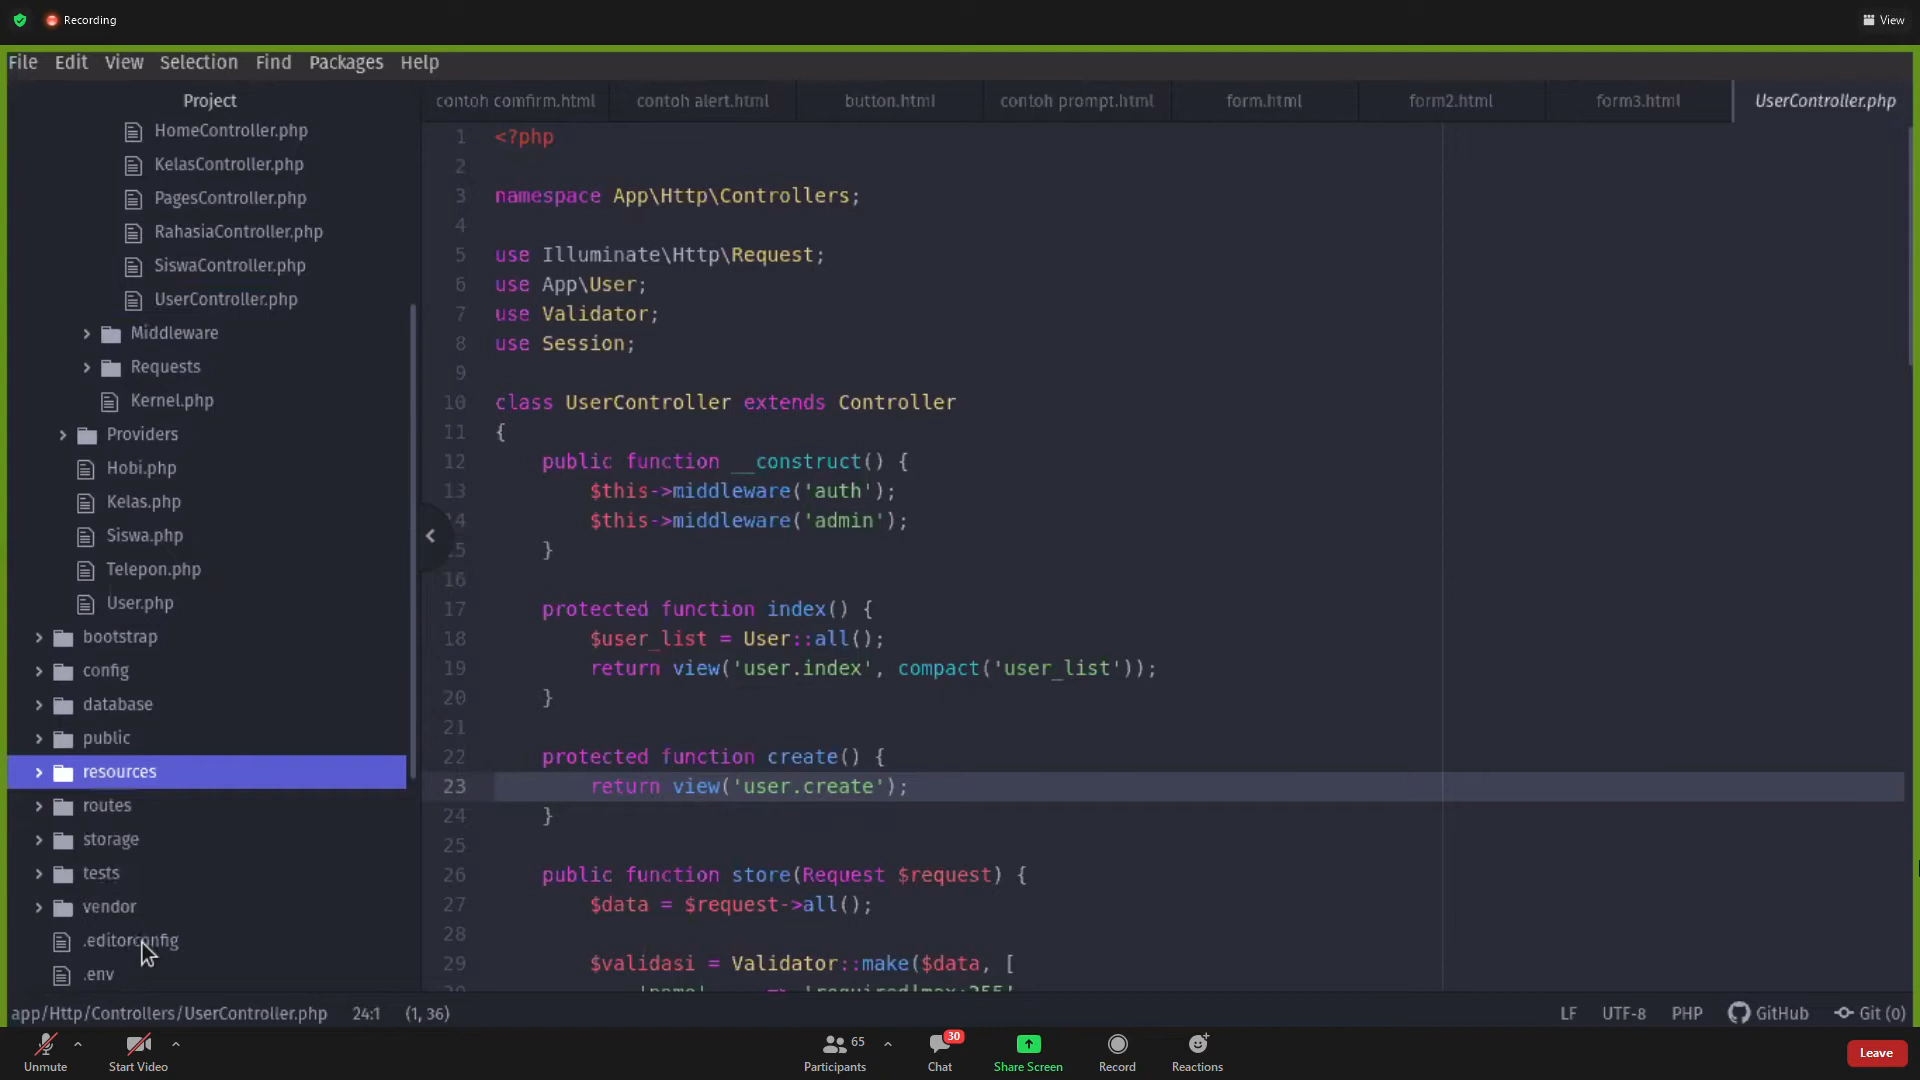 Recording
View
File Edit View Selection Find Packages Help
Project
HomeController.php
KelasController.php
PagesController.php
RahasiaController.php
SiswaController.php
UserController.php
Middleware
Requests
Kernel.php
Providers
Hobi.php
Kelas.php
Siswa.php
Telepon.php
User.php
bootstrap
config
database
public
resources
routes
storage
tests
vendor
.editorconfig
.env
contoh comfirm.html contoh alert.html button.html contoh prompt.html form.html form2.html form3.html UserController.php
1 <?php
2
3 namespace App\Http\Controllers;
4
5 use Illuminate\Http\Request;
6 use App\User;
7 use Validator;
8 use Session;
9
10 class UserController extends Controller
11 {
12 public function __construct() {
13 $this->middleware('auth');
14 $this->middleware('admin');
15 }
16
17 protected function index() {
18 $user_list = User::all();
19 return view('user.index', compact('user_list'));
20 }
21
22 protected function create() {
23 return view('user.create');
24 }
25
26 public function store(Request $request) {
27 $data = $request->all();
28
29 $validasi = Validator::make($data, [
app/Http/Controllers/UserController.php 24:1 (1, 36) LF UTF-8 PHP GitHub Git (0)
Unmute Start Video 65 Participants 30 Chat Share Screen Record Reactions Leave